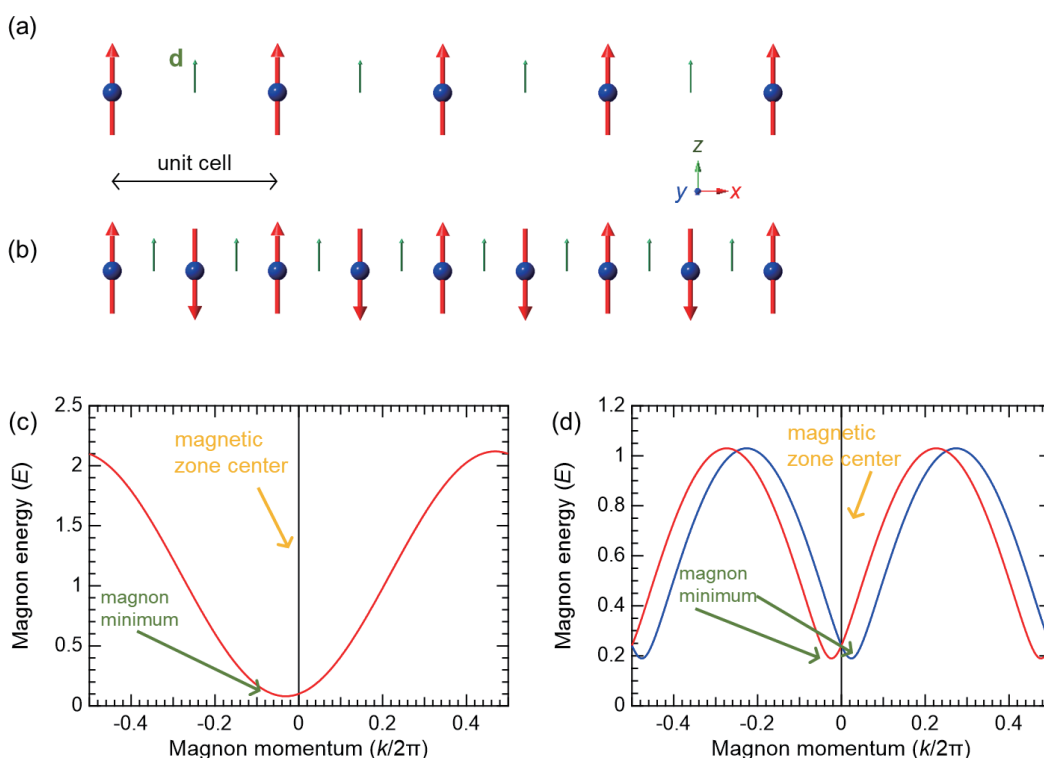 (a)
d
unit cell
z
y
x
(b)
(c)
2.5
2
1.5
1
0.5
0
Magnon energy (E)
magnetic
zone center
magnon
minimum
-0.4
-0.2
0
0.2
0.4
Magnon momentum (k/2π)
(d)
1.2
1
0.8
0.6
0.4
0.2
0
Magnon energy (E)
magnetic
zone center
magnon
minimum
-0.4
-0.2
0
0.2
0.4
Magnon momentum (k/2π)